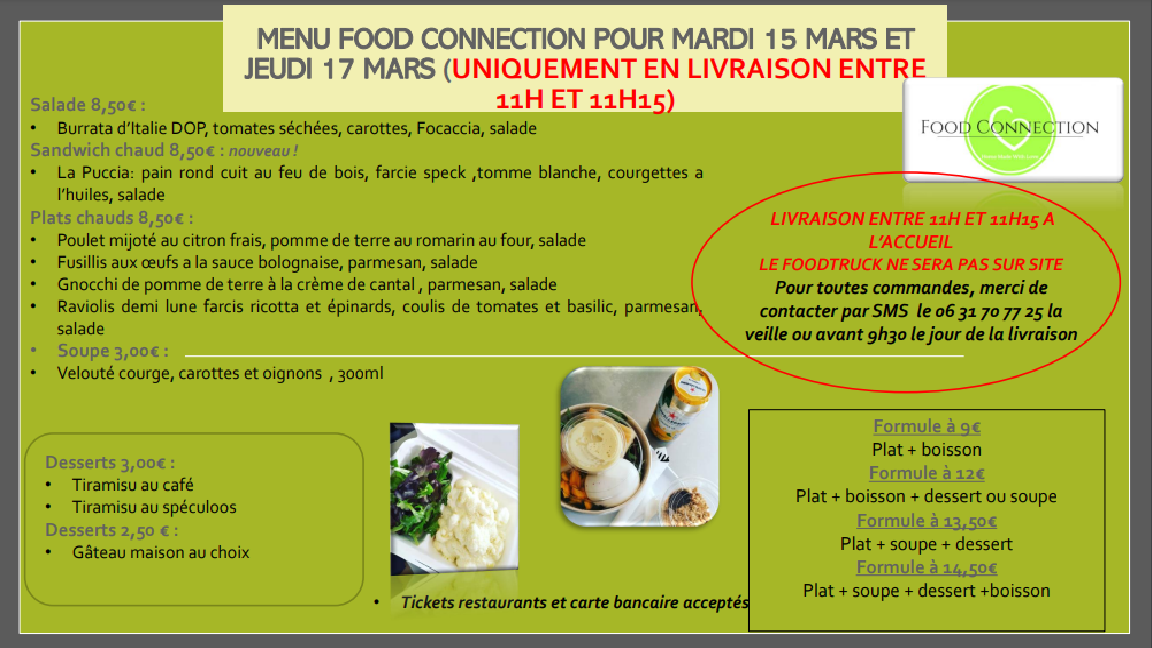 MENU FOOD CONNECTION POUR MARDI 15 MARS ET
JEUDI 17 MARS (UNIQUEMENT EN LIVRAISON ENTRE
11H ET 11H15)
Salade 8,50€ :
• Burrata d’Italie DOP, tomates séchées, carottes, Focaccia, salade
Sandwich chaud 8,50€ : nouveau !
• La Puccia: pain rond cuit au feu de bois, farcie speck ,tomme blanche, courgettes a
l’huiles, salade
Plats chauds 8,50€ :
• Poulet mijoté au citron frais, pomme de terre au romarin au four, salade
• Fusillis aux œufs a la sauce bolognaise, parmesan, salade
• Gnocchi de pomme de terre à la crème de cantal , parmesan, salade
• Raviolis demi lune farcis ricotta et épinards, coulis de tomates et basilic, parmesan,
salade
• Soupe 3,00€ :
• Velouté courge, carottes et oignons , 300ml
FOOD CONNECTION
LIVRAISON ENTRE 11H ET 11H15 A
L’ACCUEIL
LE FOODTRUCK NE SERA PAS SUR SITE
Pour toutes commandes, merci de
contacter par SMS le 06 31 70 77 25 la
veille ou avant 9h30 le jour de la livraison
Desserts 3,00€ :
• Tiramisu au café
• Tiramisu au spéculoos
Desserts 2,50 € :
• Gâteau maison au choix
• Tickets restaurants et carte bancaire acceptés
Formule à 9€
Plat + boisson
Formule à 12€
Plat + boisson + dessert ou soupe
Formule à 13,50€
Plat + soupe + dessert
Formule à 14,50€
Plat + soupe + dessert +boisson